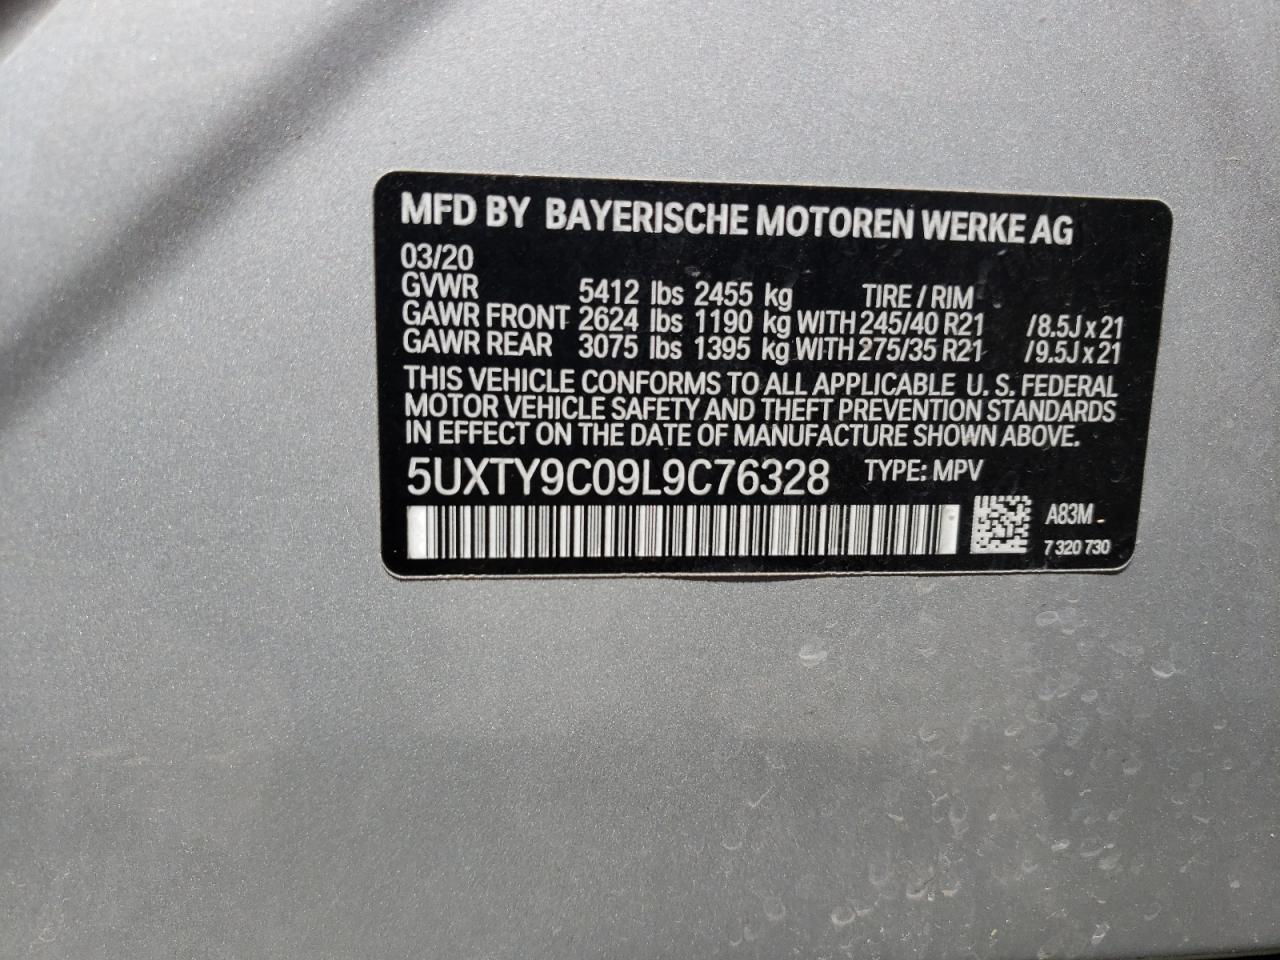 MFD BY BAYERISCHE MOTOREN WERKE AG
03/20
GVWR 5412 lbs 2455 kg TIRE / RIM
GAWR FRONT 2624 lbs 1190 kg WITH 245/40 R21 /8.5J x 21
GAWR REAR 3075 lbs 1395 kg WITH 275/35 R21 /9.5J x 21
THIS VEHICLE CONFORMS TO ALL APPLICABLE U. S. FEDERAL
MOTOR VEHICLE SAFETY AND THEFT PREVENTION STANDARDS
IN EFFECT ON THE DATE OF MANUFACTURE SHOWN ABOVE.
5UXTY9C09L9C76328 TYPE: MPV
A83M
7 320 730